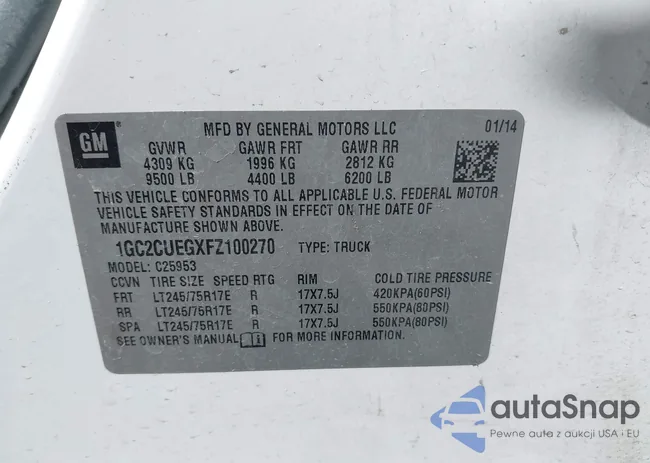 GM
MFD BY GENERAL MOTORS LLC 01/14
GVWR GAWR FRT GAWR RR
4309 KG 1996 KG 2812 KG
9500 LB 4400 LB 6200 LB
THIS VEHICLE CONFORMS TO ALL APPLICABLE U.S. FEDERAL MOTOR
VEHICLE SAFETY STANDARDS IN EFFECT ON THE DATE OF
MANUFACTURE SHOWN ABOVE.
1GC2CUEGXFZ100270 TYPE: TRUCK
MODEL: C25953
CCVN TIRE SIZE SPEED RTG RIM COLD TIRE PRESSURE
FRT LT245/75R17E R 17X7.5J 420KPA(60PSI)
RR LT245/75R17E R 17X7.5J 550KPA(80PSI)
SPA LT245/75R17E R 17X7.5J 550KPA(80PSI)
SEE OWNER'S MANUAL FOR MORE INFORMATION.
autaSnap
Pewne auta z aukcji USA i EU